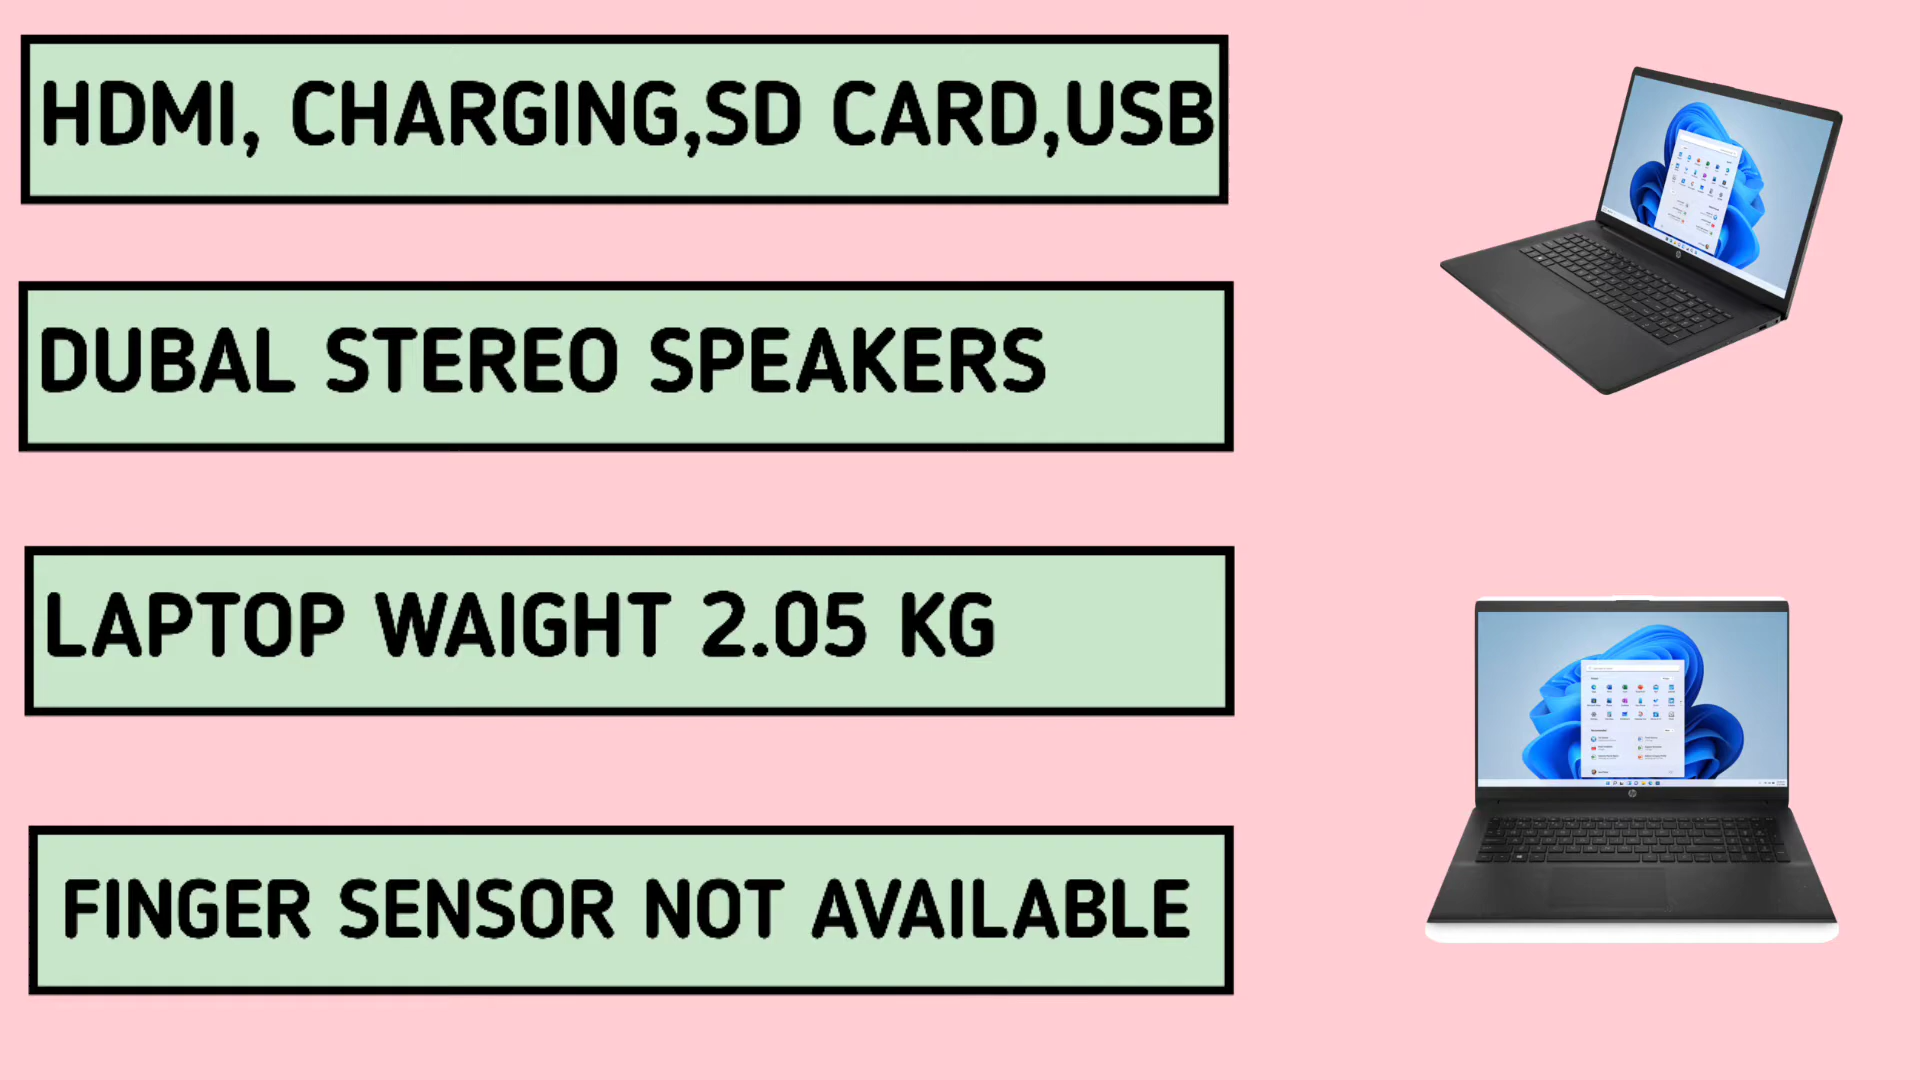 HDMI, CHARGING,SD CARD,USB
DUBAL STEREO SPEAKERS
LAPTOP WAIGHT 2.05 KG
FINGER SENSOR NOT AVAILABLE